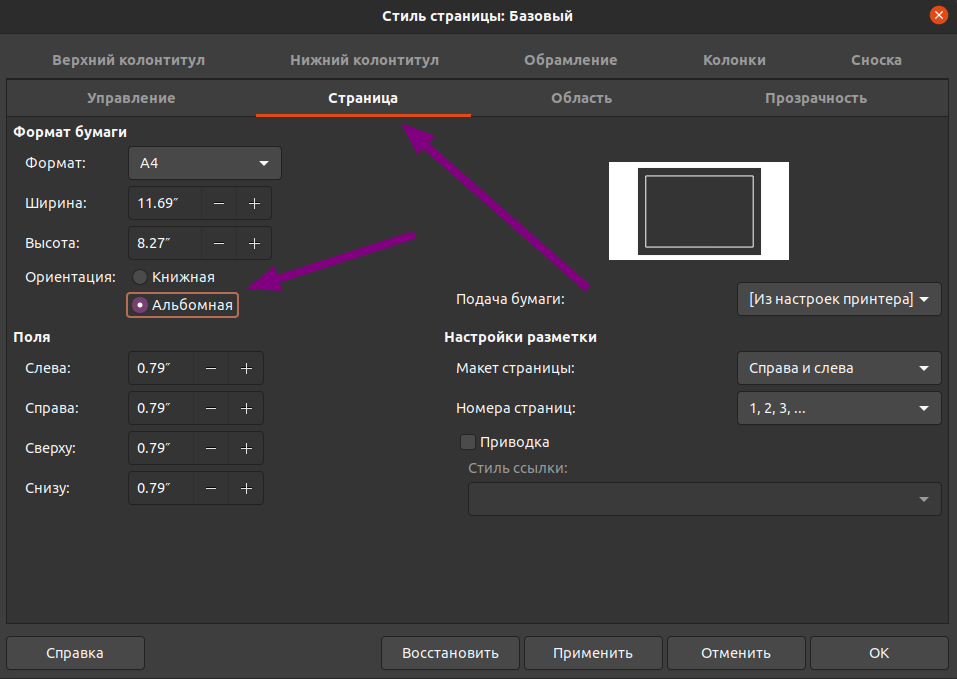 Стиль страницы: Базовый
Верхний колонтитул Нижний колонтитул Обрамление Колонки Сноска
Управление Страница Область Прозрачность
Формат бумаги
Формат: A4
Ширина: 11.69″
Высота: 8.27″
Ориентация: Книжная
Альбомная
Подача бумаги: [Из настроек принтера]
Поля
Слева: 0.79″
Справа: 0.79″
Сверху: 0.79″
Снизу: 0.79″
Настройки разметки
Макет страницы: Справа и слева
Номера страниц: 1, 2, 3, ...
Приводка
Стиль ссылки:
Справка Восстановить Применить Отменить OK